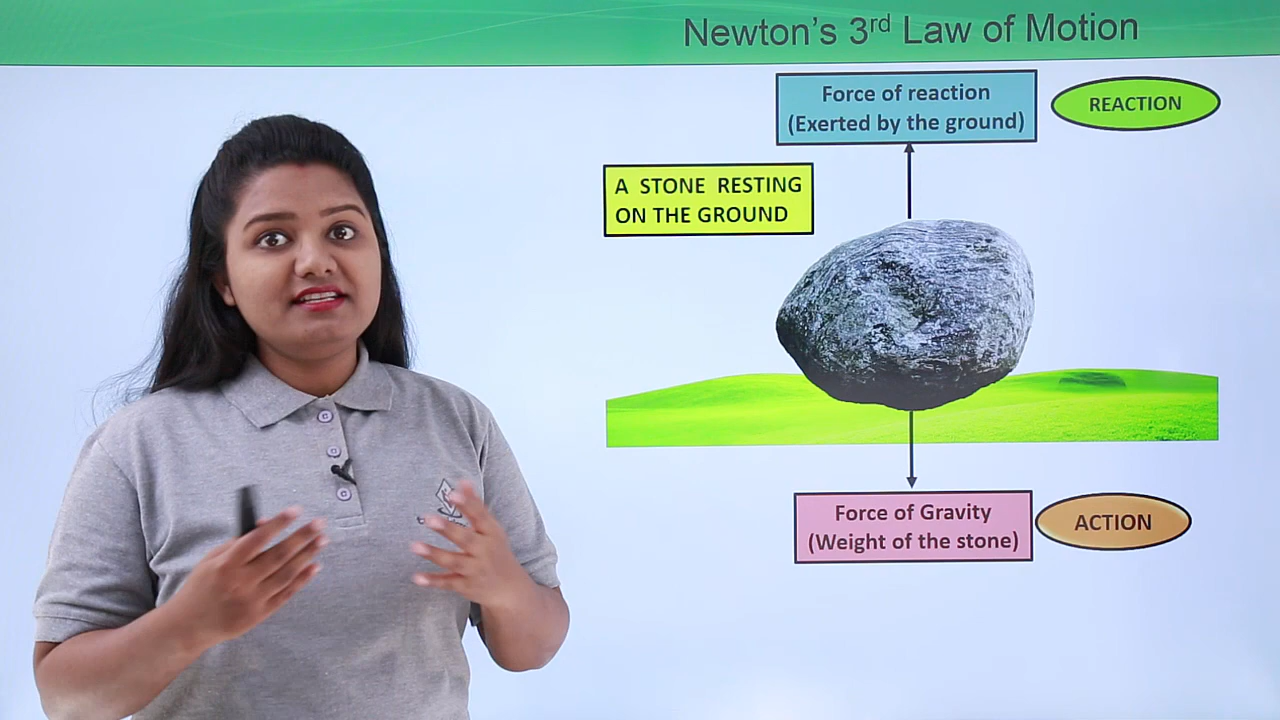 Newton's 3rd Law of Motion
Force of reaction
(Exerted by the ground)
REACTION
A STONE RESTING
ON THE GROUND
Force of Gravity
(Weight of the stone)
ACTION